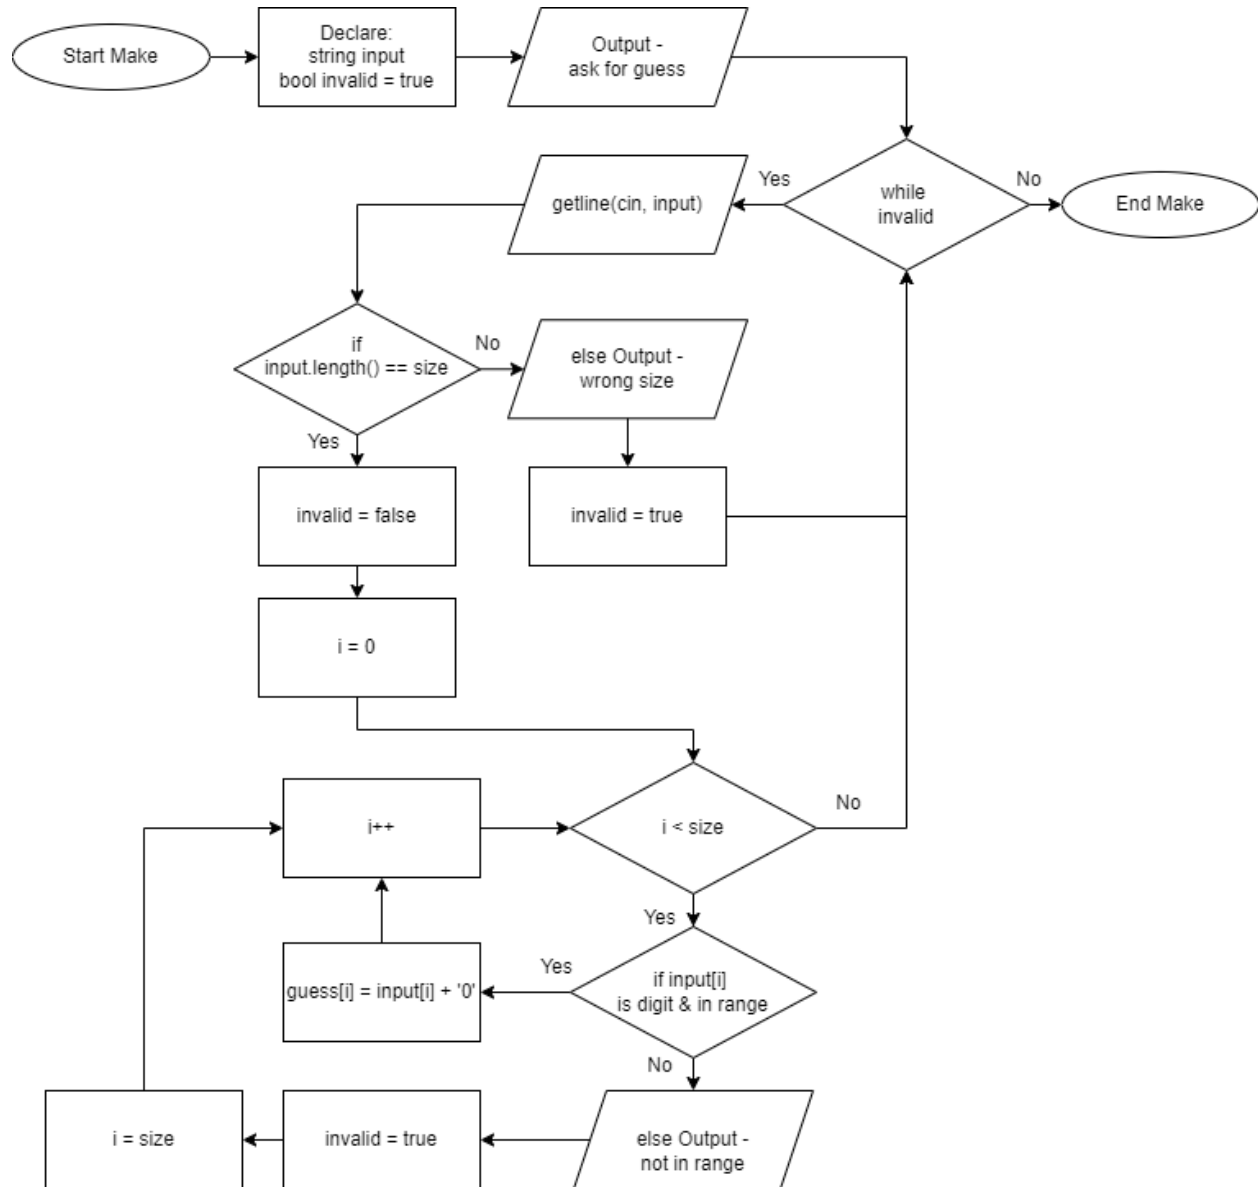 Start Make
Declare:
string input
bool invalid = true
Output -
ask for guess
while
invalid
Yes
No
End Make
getline(cin, input)
if
input.length() == size
No
else Output -
wrong size
Yes
invalid = false
invalid = true
i = 0
i++
i < size
No
Yes
if input[i]
is digit & in range
Yes
guess[i] = input[i] + '0'
No
else Output -
not in range
invalid = true
i = size